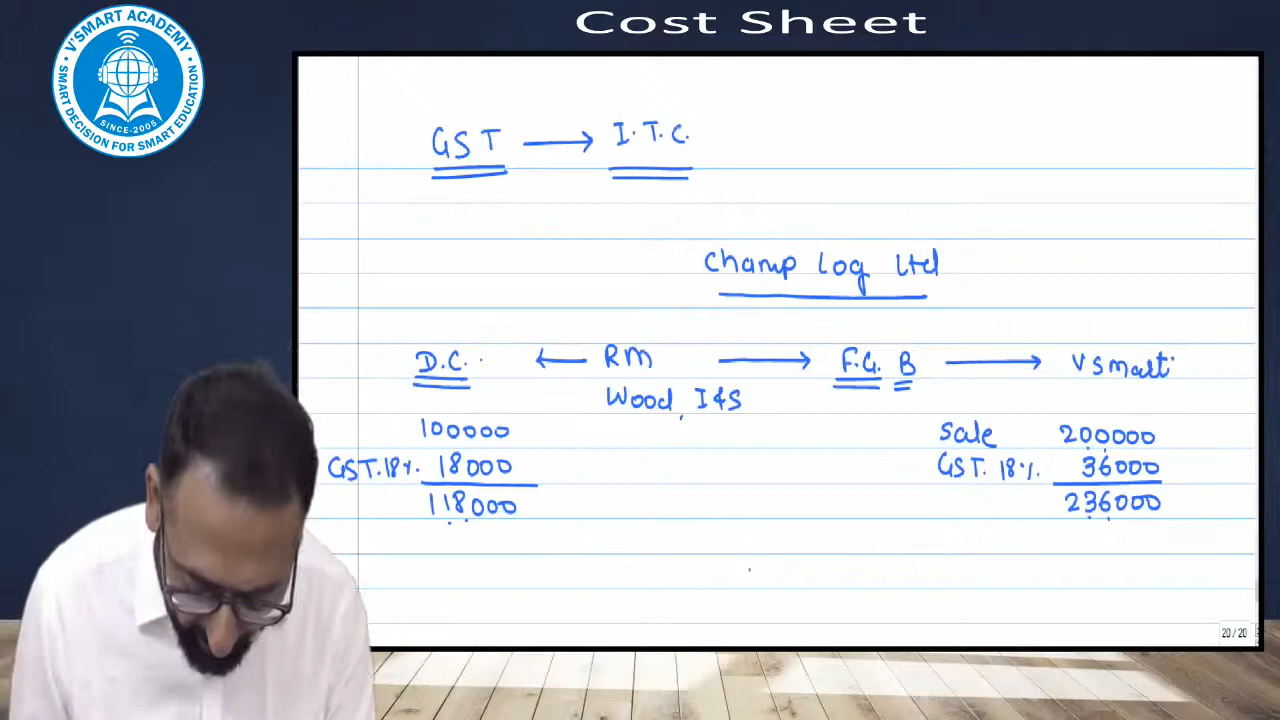 Cost Sheet
V'SMART ACADEMY
SMART DECISION FOR SMART EDUCATION
SINCE-2005
GST → I.T.C.
Champ Log Ltd
D.C. ← RM → F.G. B → V Smart
Wood, I&S
100000
Sale 200000
GST.18%. 18000
GST. 18%. 36000
118000
236000
20/20